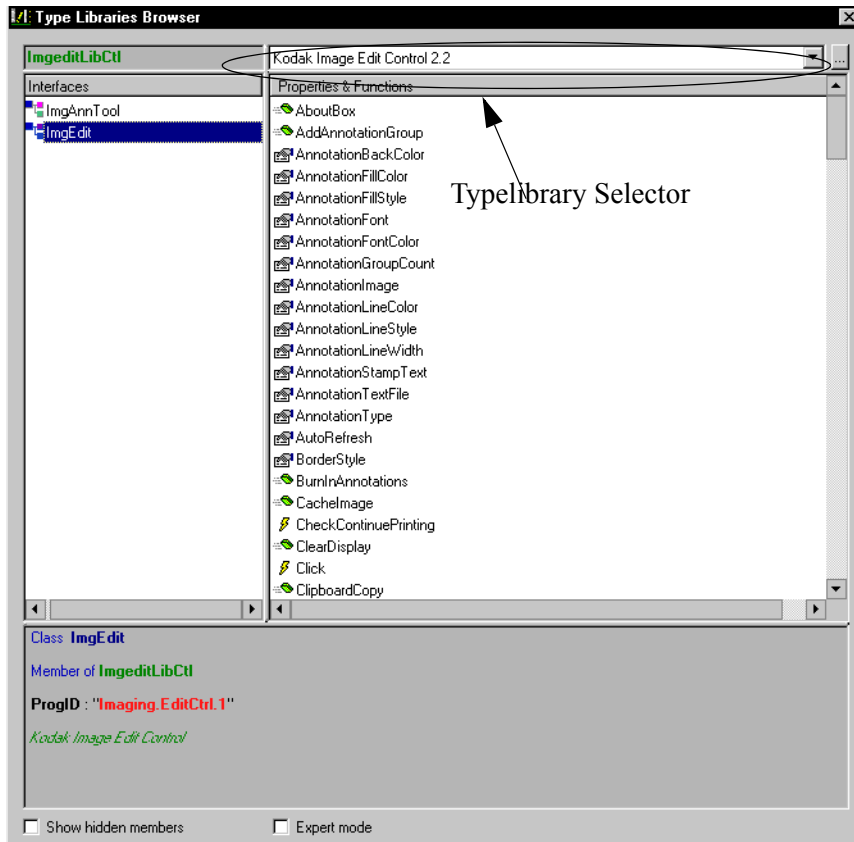 Type Libraries Browser
ImgeditLibCtl
Kodak Image Edit Control 2.2
...
Interfaces
ImgAnnTool
ImgEdit
Properties & Functions
AboutBox
AddAnnotationGroup
AnnotationBackColor
AnnotationFillColor
AnnotationFillStyle
AnnotationFont
AnnotationFontColor
AnnotationGroupCount
AnnotationImage
AnnotationLineColor
AnnotationLineStyle
AnnotationLineWidth
AnnotationStampText
AnnotationTextFile
AnnotationType
AutoRefresh
BorderStyle
BurnInAnnotations
CacheImage
CheckContinuePrinting
ClearDisplay
Click
ClipboardCopy
Typelibrary Selector
Class ImgEdit
Member of ImgeditLibCtl
ProgID : "Imaging.EditCtrl.1"
Kodak Image Edit Control
Show hidden members
Expert mode